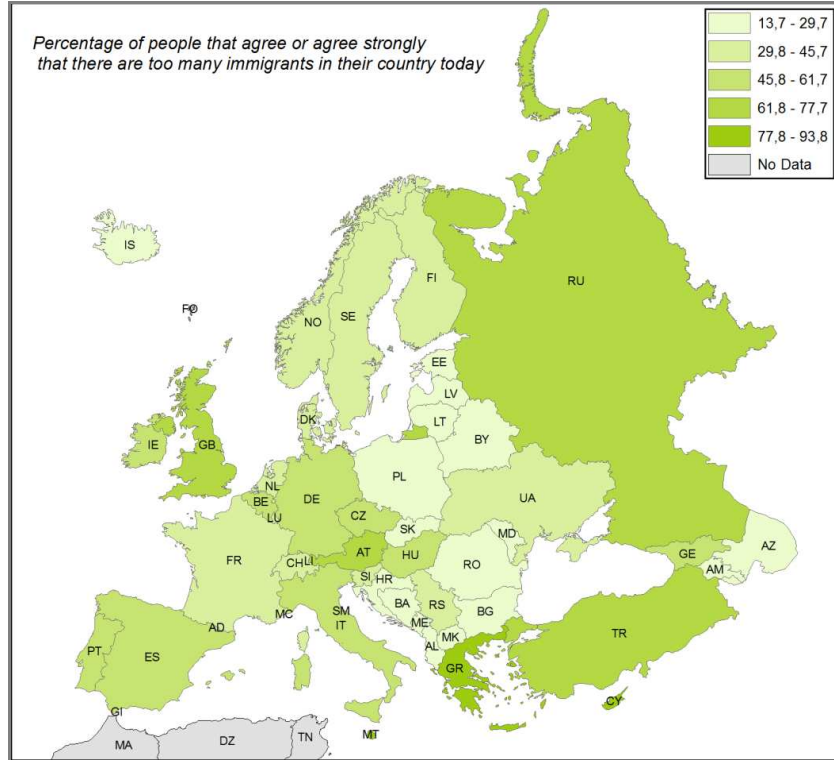 Percentage of people that agree or agree strongly
that there are too many immigrants in their country today
13,7 - 29,7
29,8 - 45,7
45,8 - 61,7
61,8 - 77,7
77,8 - 93,8
No Data
IS
FO
NO
SE
FI
RU
EE
LV
LT
BY
DK
IE
GB
NL
BE
LU
DE
PL
CZ
SK
UA
MD
FR
CH
LI
AT
HU
RO
SI
HR
BA
RS
ME
BG
MK
AL
GR
GE
AM
AZ
TR
CY
AD
MC
SM
IT
PT
ES
GI
MT
MA
DZ
TN